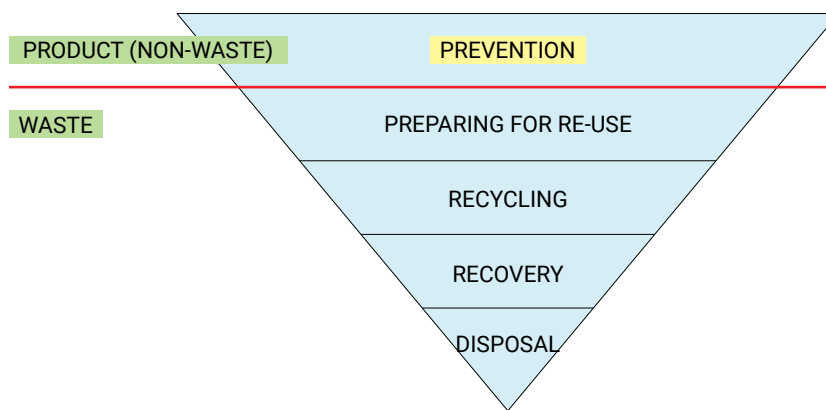 PRODUCT (NON-WASTE) PREVENTION
WASTE PREPARING FOR RE-USE
RECYCLING
RECOVERY
DISPOSAL